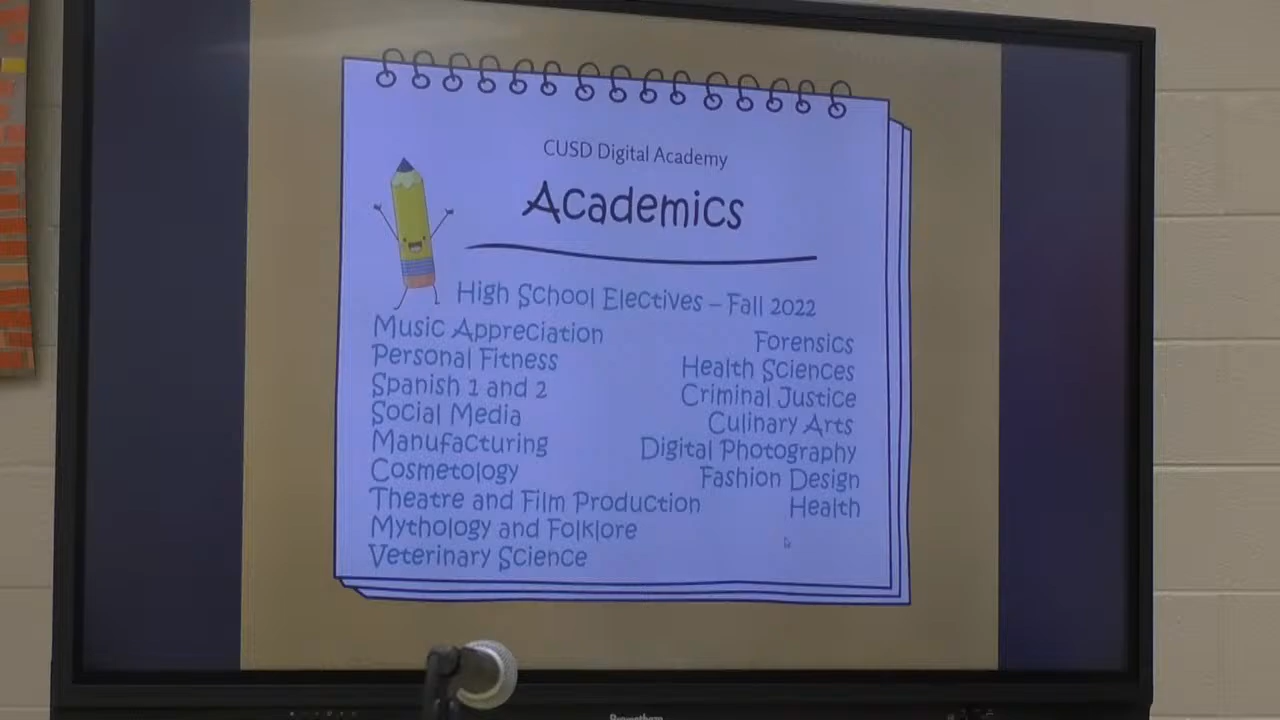 CUSD Digital Academy
Academics
High School Electives – Fall 2022
Music Appreciation
Personal Fitness
Spanish 1 and 2
Social Media
Manufacturing
Cosmetology
Theatre and Film Production
Mythology and Folklore
Veterinary Science
Forensics
Health Sciences
Criminal Justice
Culinary Arts
Digital Photography
Fashion Design
Health